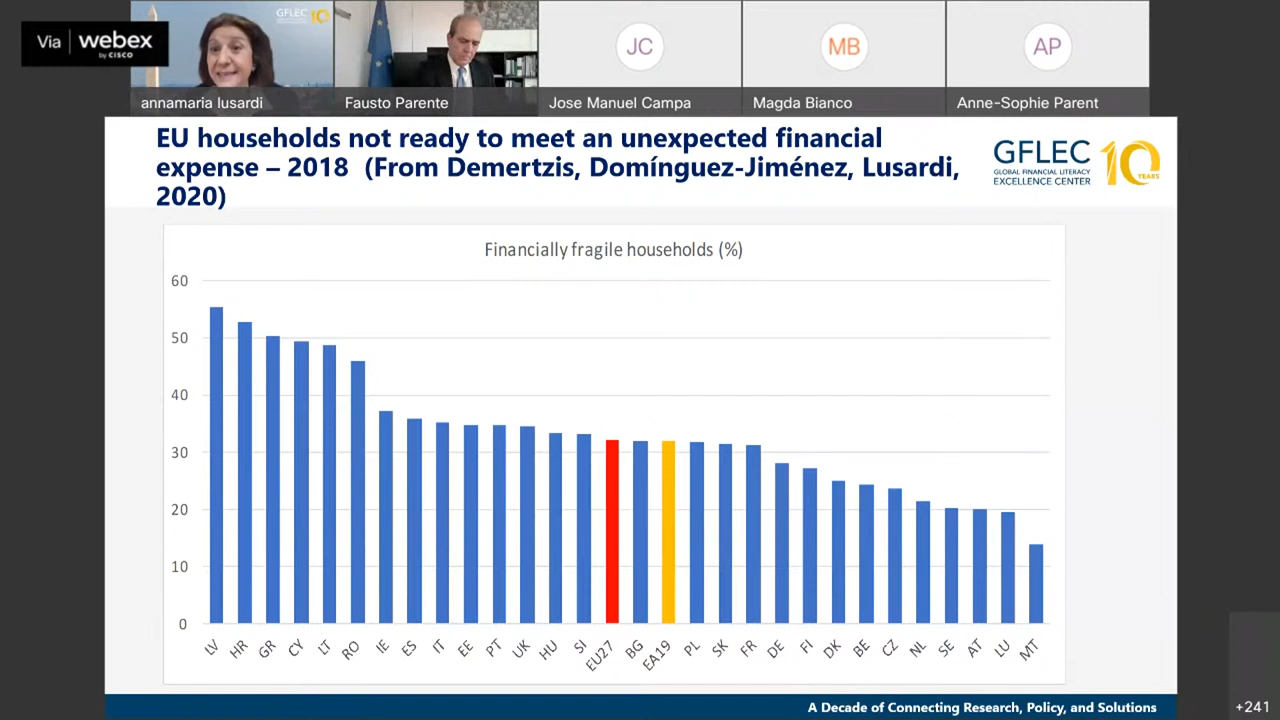 Via webex
by CISCO
GFLEC 10
annamaria lusardi
Fausto Parente
JC
Jose Manuel Campa
MB
Magda Bianco
AP
Anne-Sophie Parent
EU households not ready to meet an unexpected financial
expense – 2018 (From Demertzis, Domínguez-Jiménez, Lusardi,
2020)
GFLEC 10
GLOBAL FINANCIAL LITERACY
EXCELLENCE CENTER
YEARS
Financially fragile households (%)
60
50
40
30
20
10
0
LV HR GR CY LT RO IE ES IT EE PT UK HU SI EU27 BG EA19 PL SK FR DE FI DK BE CZ NL SE AT LU MT
A Decade of Connecting Research, Policy, and Solutions
+241